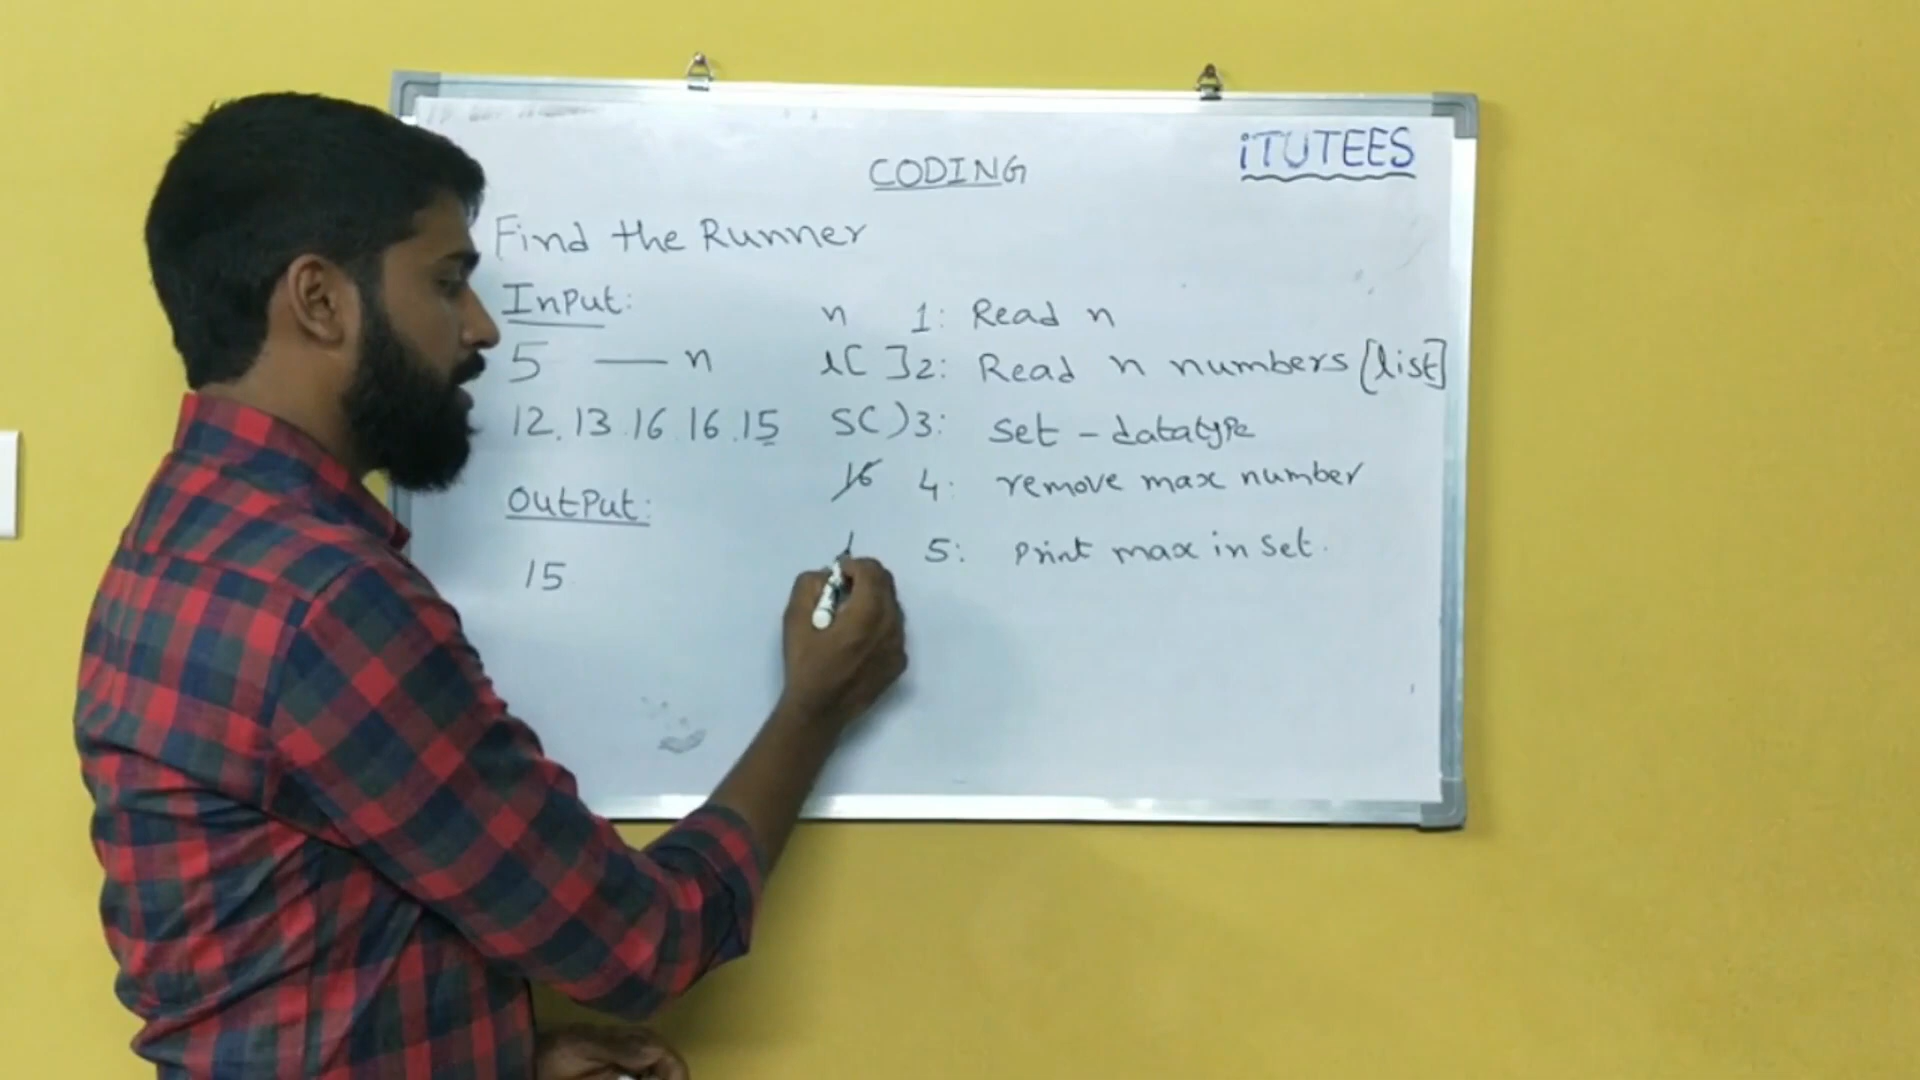 iTUTEES
CODING
Find the Runner
Input:
5 — n
12. 13 16 16 15
OUTPUT:
15
n 1: Read n
l[ ] 2: Read n numbers [list]
S( ) 3: set - datatype
16 4: remove max number
1 5: Print max in set.